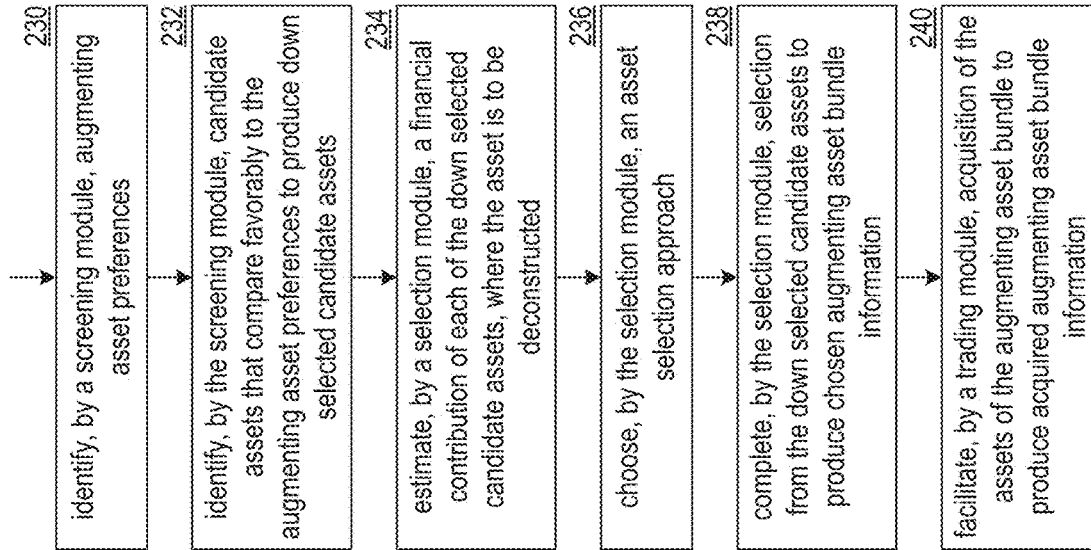 230
identify, by a screening module, augmenting
asset preferences
232
identify, by the screening module, candidate
assets that compare favorably to the
augmenting asset preferences to produce down
selected candidate assets
234
estimate, by a selection module, a financial
contribution of each of the down selected
candidate assets, where the asset is to be
deconstructed
236
choose, by the selection module, an asset
selection approach
238
complete, by the selection module, selection
from the down selected candidate assets to
produce chosen augmenting asset bundle
information
240
facilitate, by a trading module, acquisition of the
assets of the augmenting asset bundle to
produce acquired augmenting asset bundle
information